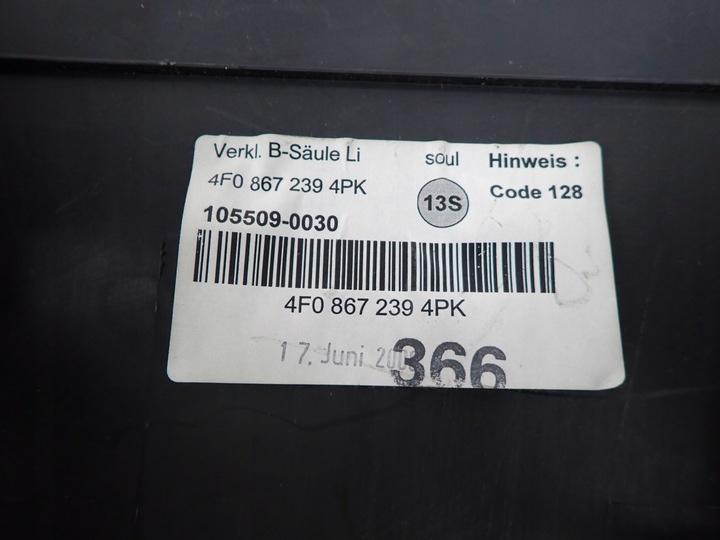 Verkl. B-Säule Li soul Hinweis :
4F0 867 239 4PK 13S Code 128
105509-0030
4F0 867 239 4PK
17. Juni
366